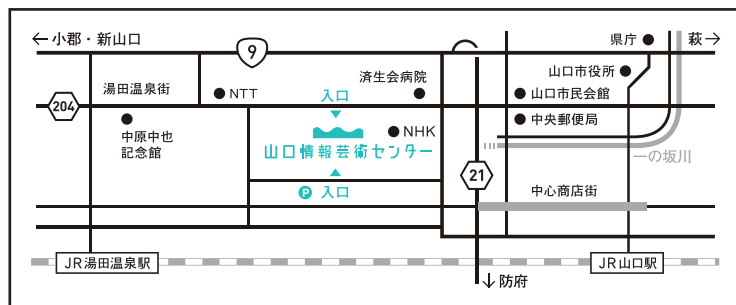 ←小郡・新山口
9
県庁
萩→
済生会病院
山口市役所
湯田温泉街
NTT
入口
山口市民会館
204
中原中也
記念館
NHK
中央郵便局
山口情報芸術センター
一の坂川
21
P 入口
中心商店街
JR湯田温泉駅
JR山口駅
↓防府